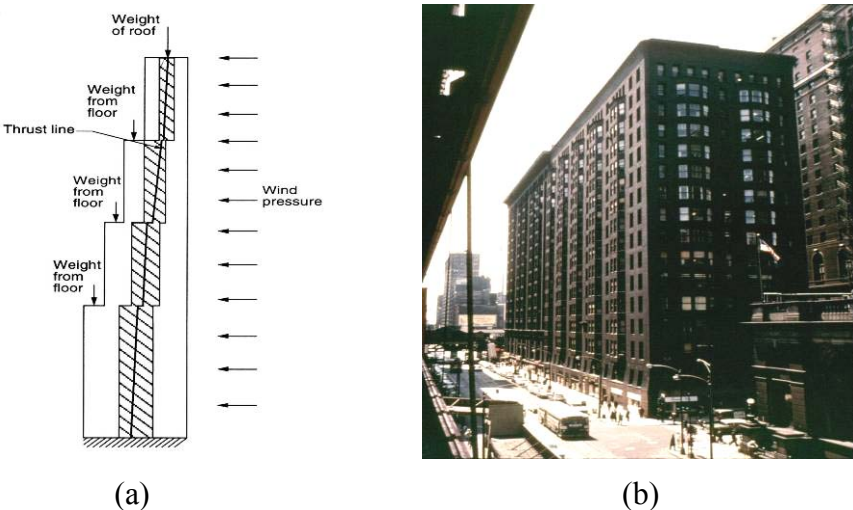 Weight
of roof
Weight
from
floor
Thrust line
Weight
from
floor
Wind
pressure
Weight
from
floor
(a)
(b)